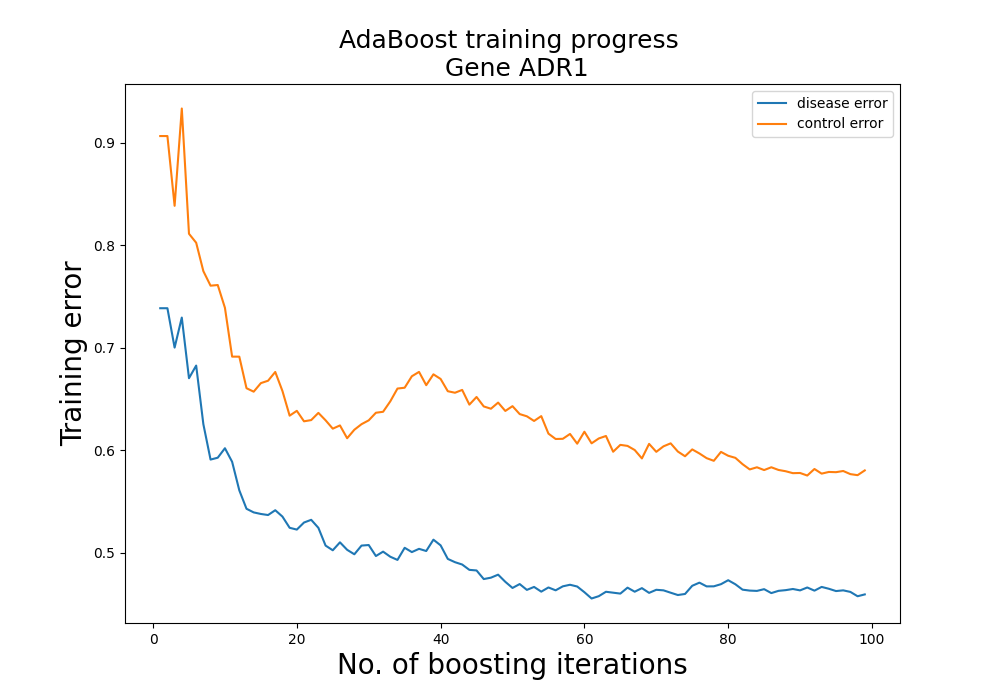 AdaBoost training progress
Gene ADR1
disease error
control error
0.9
0.8
0.7
0.6
0.5
Training error
0 20 40 60 80 100
No. of boosting iterations